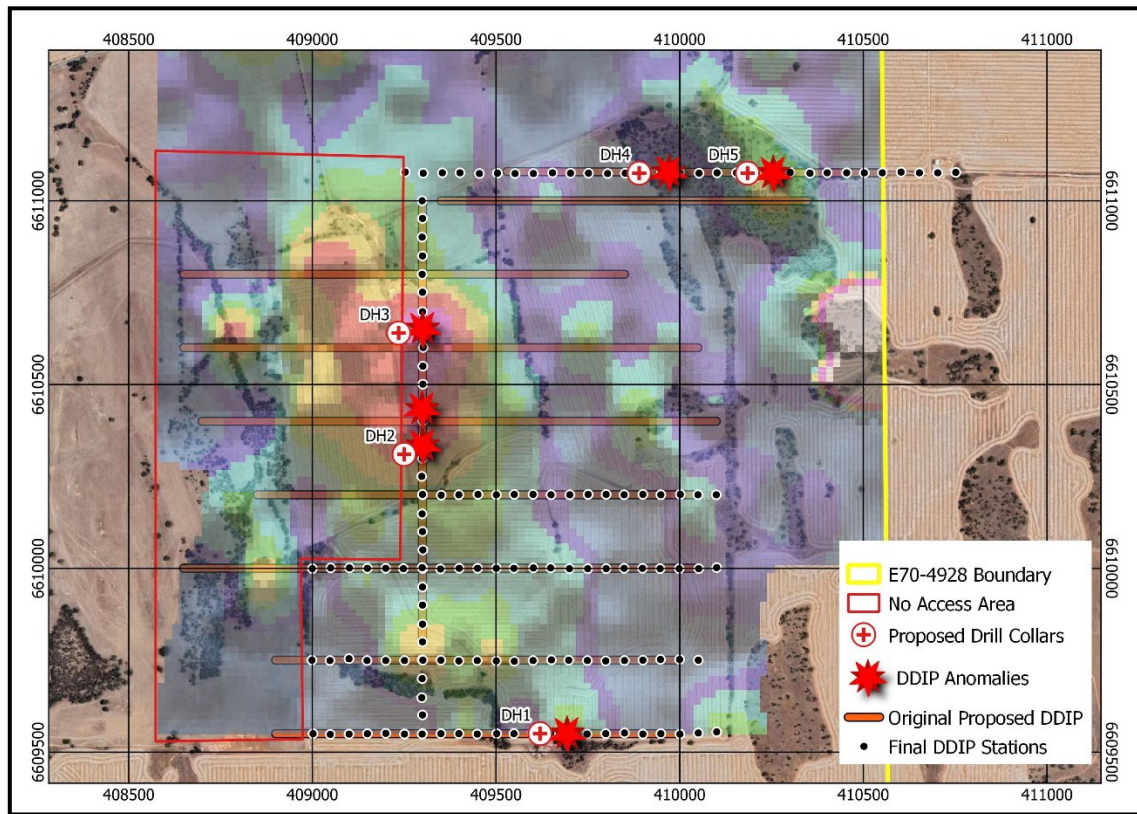 408500 409000 409500 410000 410500 411000
6611000
6611000
DH4
DH5
DH3
6610500
6610500
DH2
6610000
6610000
DH1
6609500
6609500
E70-4928 Boundary
No Access Area
Proposed Drill Collars
DDIP Anomalies
Original Proposed DDIP
Final DDIP Stations
408500 409000 409500 410000 410500 411000